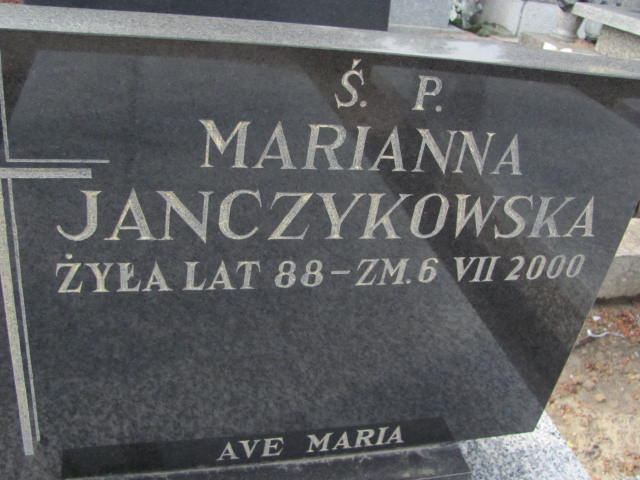 Ś. P.
MARIANNA
JANCZYKOWSKA
ŻYŁA LAT 88 – ZM. 6 VII 2000
AVE MARIA